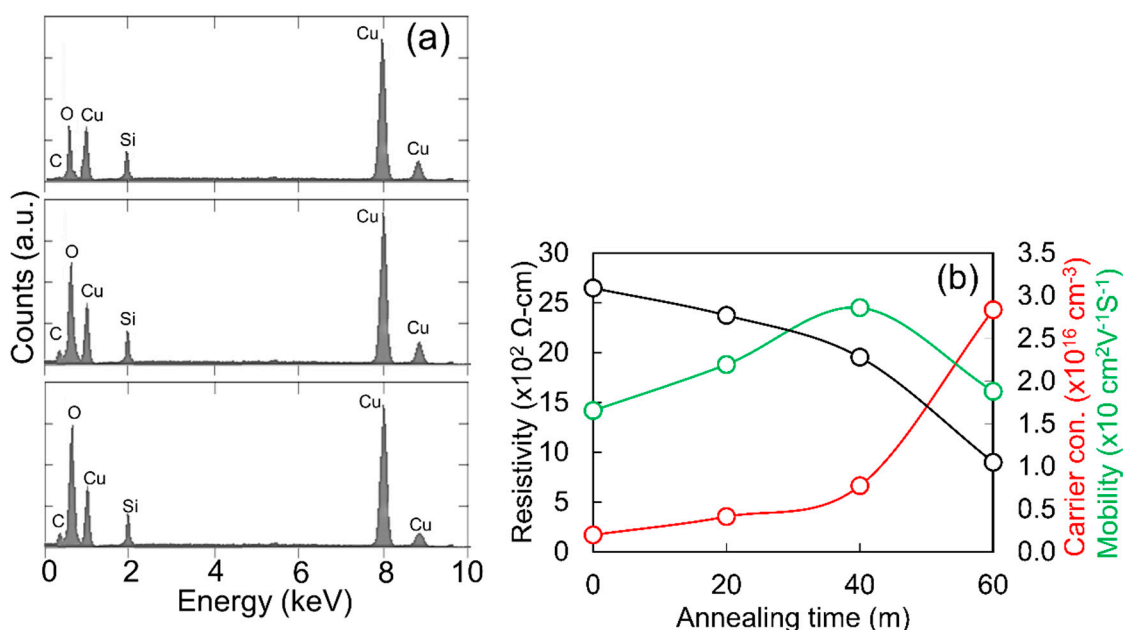 (a)
Cu
O
Cu
Si
C
Cu
Cu
O
Cu
Si
C
Cu
Cu
O
Cu
Si
C
Cu
Counts (a.u.)
0
2
4
6
8
10
Energy (keV)
(b)
30
25
20
15
10
5
0
Resistivity (x10² Ω-cm)
3.5
3.0
2.5
2.0
1.5
1.0
0.5
0.0
Carrier con. (x10¹⁶ cm⁻³)
Mobility (x10 cm²V⁻¹S⁻¹)
0
20
40
60
Annealing time (m)